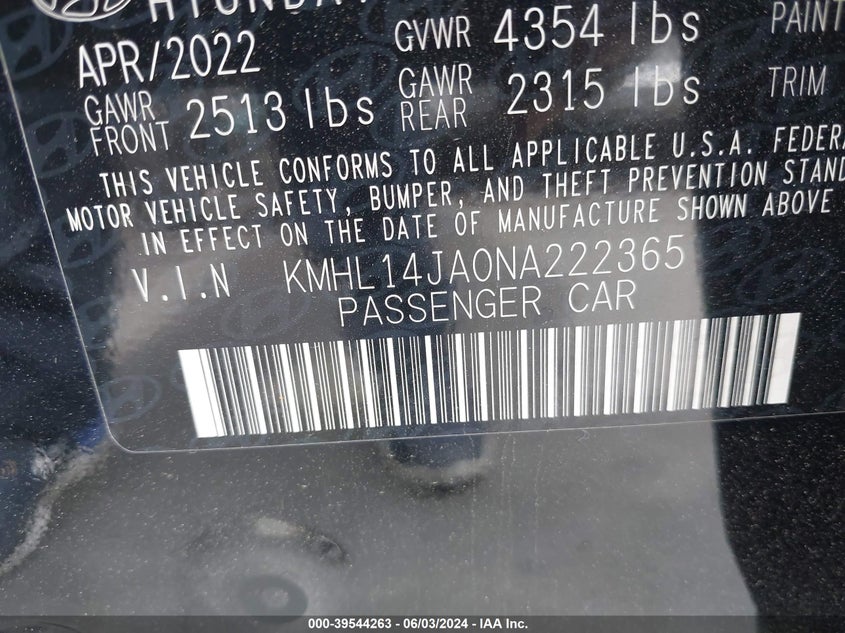 HYUNDAI
APR/2022 GVWR 4354 lbs PAINT
GAWR FRONT 2513 lbs GAWR REAR 2315 lbs TRIM
THIS VEHICLE CONFORMS TO ALL APPLICABLE U.S.A. FEDERA
MOTOR VEHICLE SAFETY, BUMPER, AND THEFT PREVENTION STAND
IN EFFECT ON THE DATE OF MANUFACTURE SHOWN ABOVE
V.I.N KMHL14JA0NA222365
PASSENGER CAR
000-39544263 - 06/03/2024 - IAA Inc.